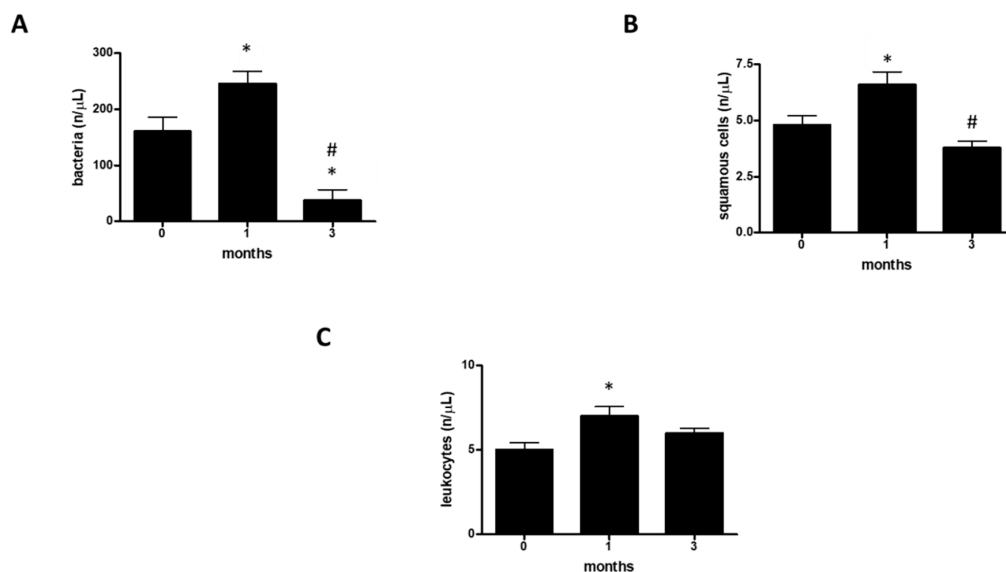 A
bacteria (n/μL)
300
200
100
0
*
#
*
0 1 3
months
B
squamous cells (n/μL)
7.5
5.0
2.5
0.0
*
#
0 1 3
months
C
leukocytes (n/μL)
10
5
0
*
0 1 3
months